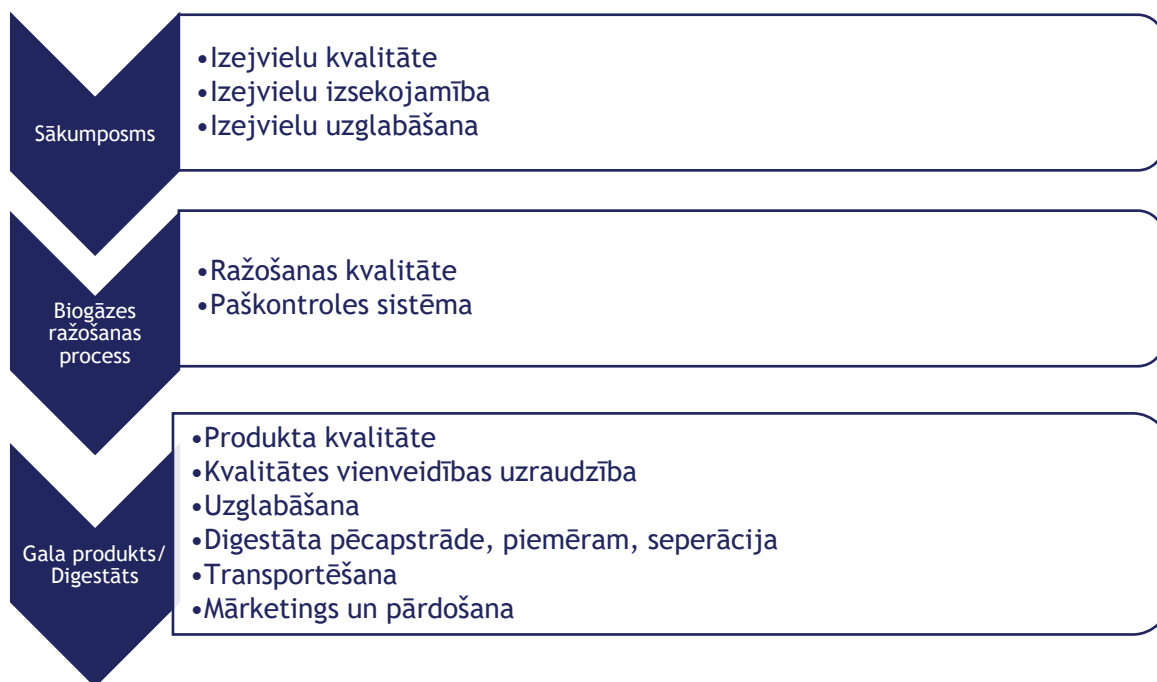 Sākumposms
•Izejvielu kvalitāte
•Izejvielu izsekojamība
•Izejvielu uzglabāšana
Biogāzes
ražošanas
process
•Ražošanas kvalitāte
•Paškontroles sistēma
Gala produkts/
Digestāts
•Produkta kvalitāte
•Kvalitātes vienveidības uzraudzība
•Uzglabāšana
•Digestāta pēcapstrāde, piemēram, seperācija
•Transportēšana
•Mārketings un pārdošana